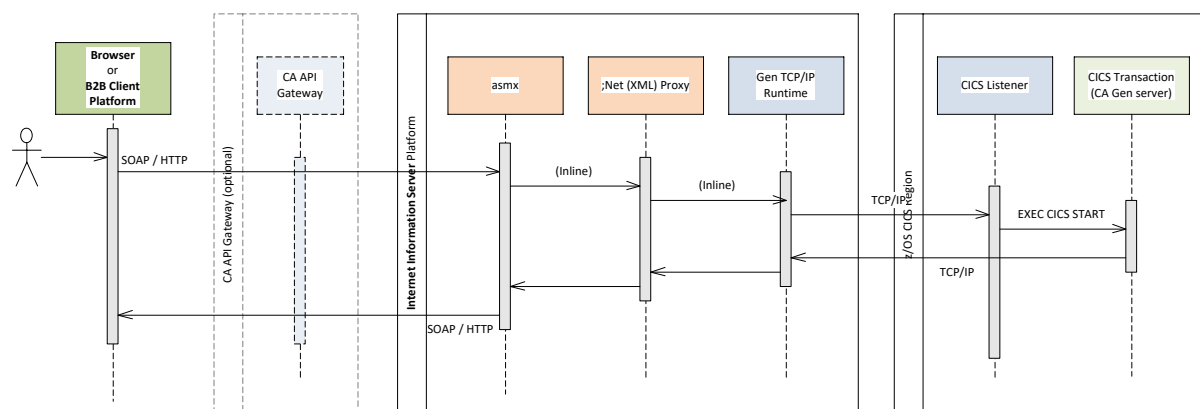 Browser
or
B2B Client
Platform
CA API
Gateway
asmx
;Net (XML) Proxy
Gen TCP/IP
Runtime
CICS Listener
CICS Transaction
(CA Gen server)
CA API Gateway (optional)
Internet Information Server Platform
z/OS CICS Region
SOAP / HTTP
(Inline)
(Inline)
TCP/IP
EXEC CICS START
TCP/IP
SOAP / HTTP